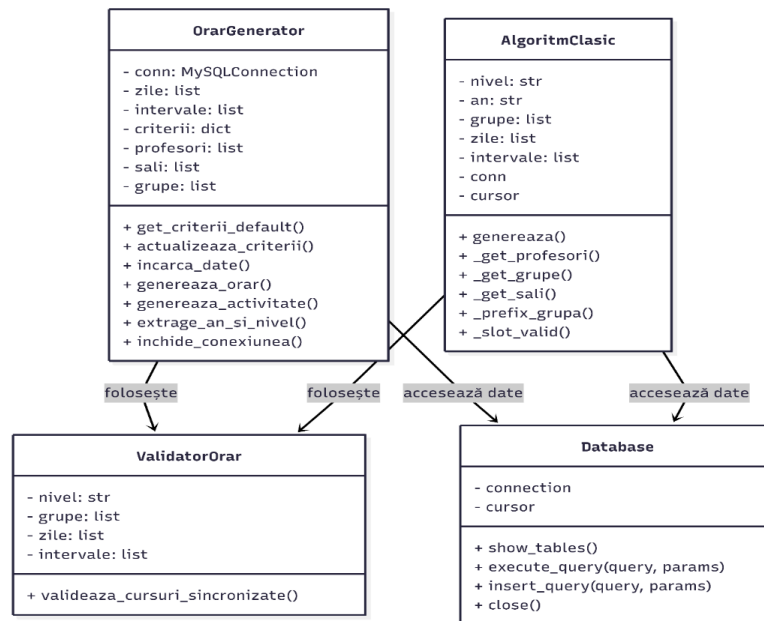 OrarGenerator
- conn: MySQLConnection
- zile: list
- intervale: list
- criterii: dict
- profesori: list
- sali: list
- grupe: list
+ get_criterii_default()
+ actualizeaza_criterii()
+ incarca_date()
+ genereaza_orar()
+ genereaza_activitate()
+ extrage_an_si_nivel()
+ inchide_conexiunea()
AlgoritmClasic
- nivel: str
- an: str
- grupe: list
- zile: list
- intervale: list
- conn
- cursor
+ genereaza()
+ _get_profesori()
+ _get_grupe()
+ _get_sali()
+ _prefix_grupa()
+ _slot_valid()
folosește
folosește
accesează date
accesează date
ValidatorOrar
- nivel: str
- grupe: list
- zile: list
- intervale: list
+ valideaza_cursuri_sincronizate()
Database
- connection
- cursor
+ show_tables()
+ execute_query(query, params)
+ insert_query(query, params)
+ close()